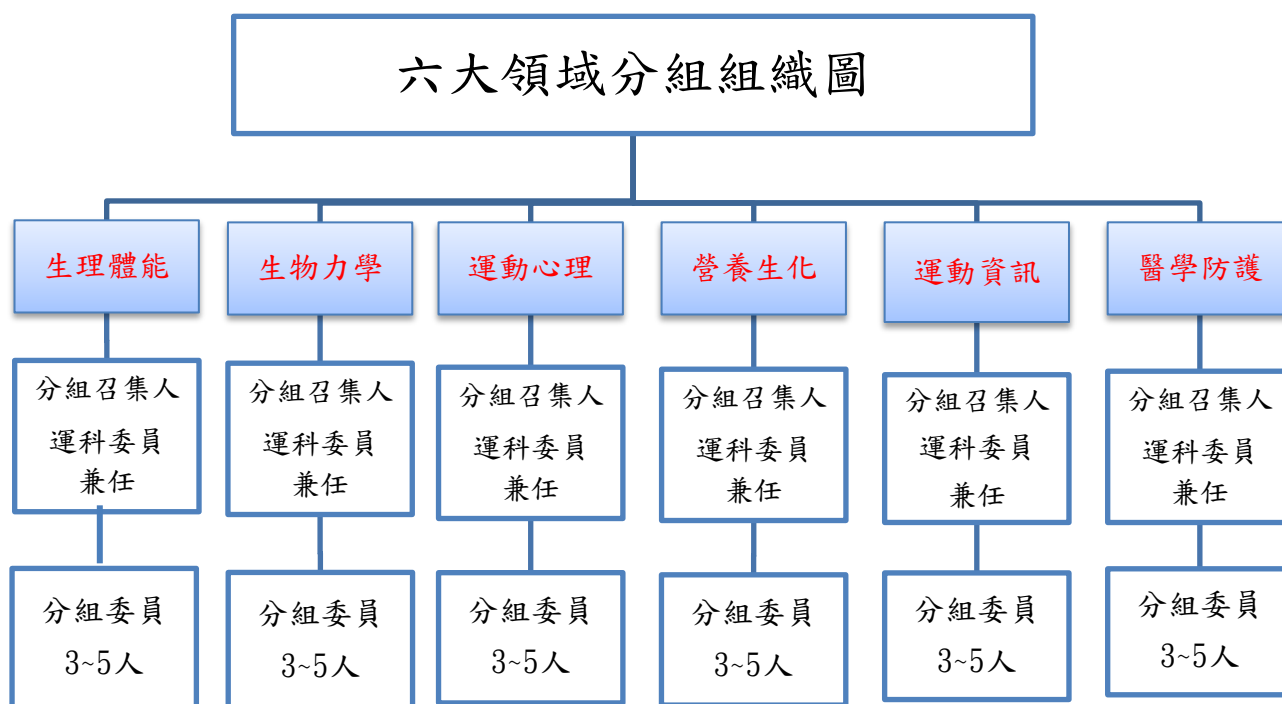 六大領域分組組織圖
生理體能
生物力學
運動心理
營養生化
運動資訊
醫學防護
分組召集人
運科委員
兼任
分組召集人
運科委員
兼任
分組召集人
運科委員
兼任
分組召集人
運科委員
兼任
分組召集人
運科委員
兼任
分組召集人
運科委員
兼任
分組委員
3~5人
分組委員
3~5人
分組委員
3~5人
分組委員
3~5人
分組委員
3~5人
分組委員
3~5人